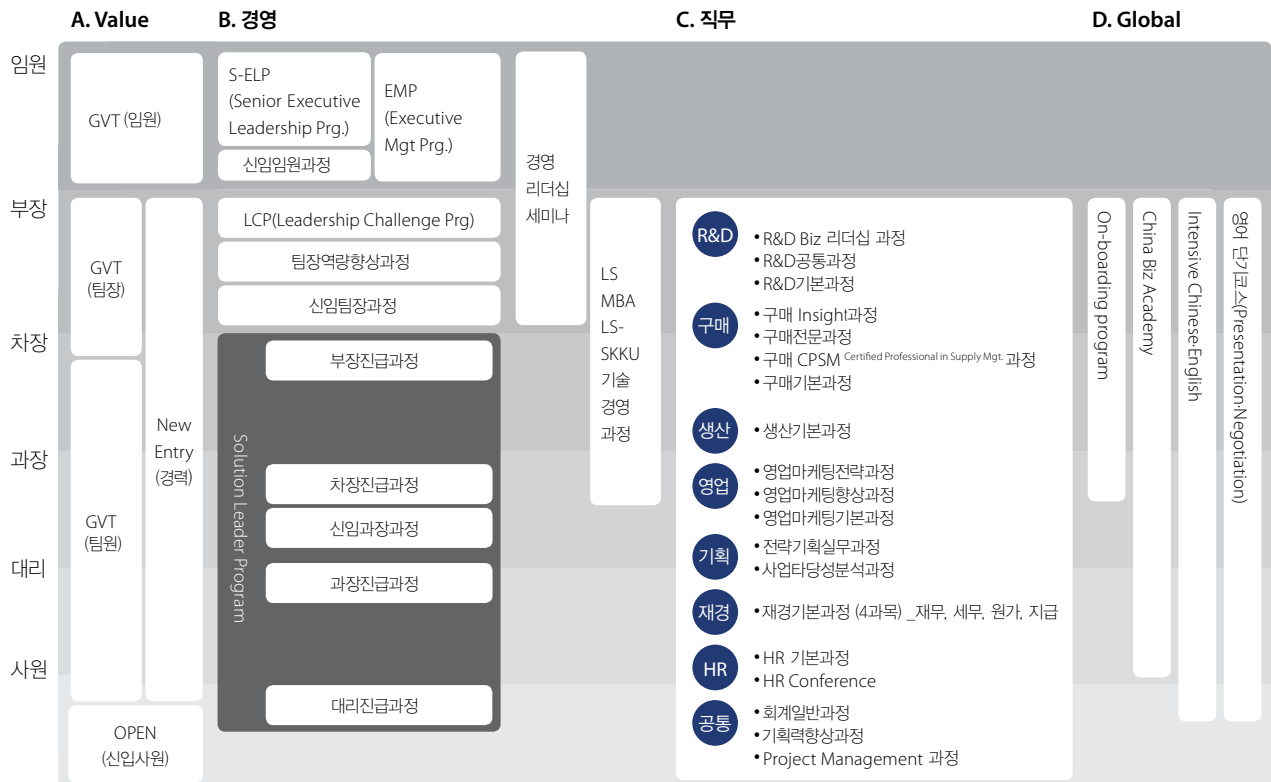 A. Value
B. 경영
C. 직무
D. Global
임원
부장
차장
과장
대리
사원
GVT (임원)
GVT
(팀장)
GVT
(팀원)
New
Entry
(경력)
OPEN
(신입사원)
S-ELP
(Senior Executive
Leadership Prg.)
신임임원과정
EMP
(Executive
Mgt Prg.)
LCP(Leadership Challenge Prg)
팀장역량향상과정
신임팀장과정
Solution Leader Program
부장진급과정
차장진급과정
신임과장과정
과장진급과정
대리진급과정
경영
리더십
세미나
LS
MBA
LS-
SKKU
기술
경영
과정
R&D
• R&D Biz 리더십 과정
• R&D공통과정
• R&D기본과정
구매
• 구매 Insight과정
• 구매전문과정
• 구매 CPSM Certified Professional in Supply Mgt. 과정
• 구매기본과정
생산
• 생산기본과정
영업
• 영업마케팅전략과정
• 영업마케팅향상과정
• 영업마케팅기본과정
기획
• 전략기획실무과정
• 사업타당성분석과정
재경
• 재경기본과정 (4과목) _재무, 세무, 원가, 지급
HR
• HR 기본과정
• HR Conference
공통
• 회계일반과정
• 기획력향상과정
• Project Management 과정
On-boarding program
China Biz Academy
Intensive Chinese·English
영어 단기코스(Presentation·Negotiation)